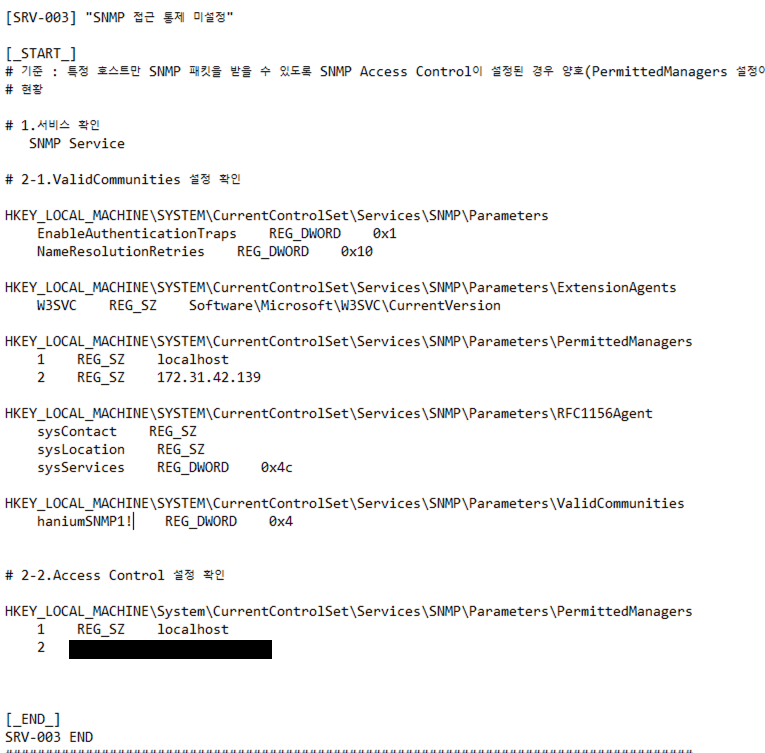 [SRV-003] "SNMP 접근 통제 미설정"
[_START_]
# 기준 : 특정 호스트만 SNMP 패킷을 받을 수 있도록 SNMP Access Control이 설정된 경우 양호(PermittedManagers 설정이
# 현황
# 1.서비스 확인
SNMP Service
# 2-1.ValidCommunities 설정 확인
HKEY_LOCAL_MACHINE\SYSTEM\CurrentControlSet\Services\SNMP\Parameters
EnableAuthenticationTraps REG_DWORD 0x1
NameResolutionRetries REG_DWORD 0x10
HKEY_LOCAL_MACHINE\SYSTEM\CurrentControlSet\Services\SNMP\Parameters\ExtensionAgents
W3SVC REG_SZ Software\Microsoft\W3SVC\CurrentVersion
HKEY_LOCAL_MACHINE\SYSTEM\CurrentControlSet\Services\SNMP\Parameters\PermittedManagers
1 REG_SZ localhost
2 REG_SZ 172.31.42.139
HKEY_LOCAL_MACHINE\SYSTEM\CurrentControlSet\Services\SNMP\Parameters\RFC1156Agent
sysContact REG_SZ
sysLocation REG_SZ
sysServices REG_DWORD 0x4c
HKEY_LOCAL_MACHINE\SYSTEM\CurrentControlSet\Services\SNMP\Parameters\ValidCommunities
haniumSNMP1! REG_DWORD 0x4
# 2-2.Access Control 설정 확인
HKEY_LOCAL_MACHINE\System\CurrentControlSet\Services\SNMP\Parameters\PermittedManagers
1 REG_SZ localhost
2
[_END_]
SRV-003 END